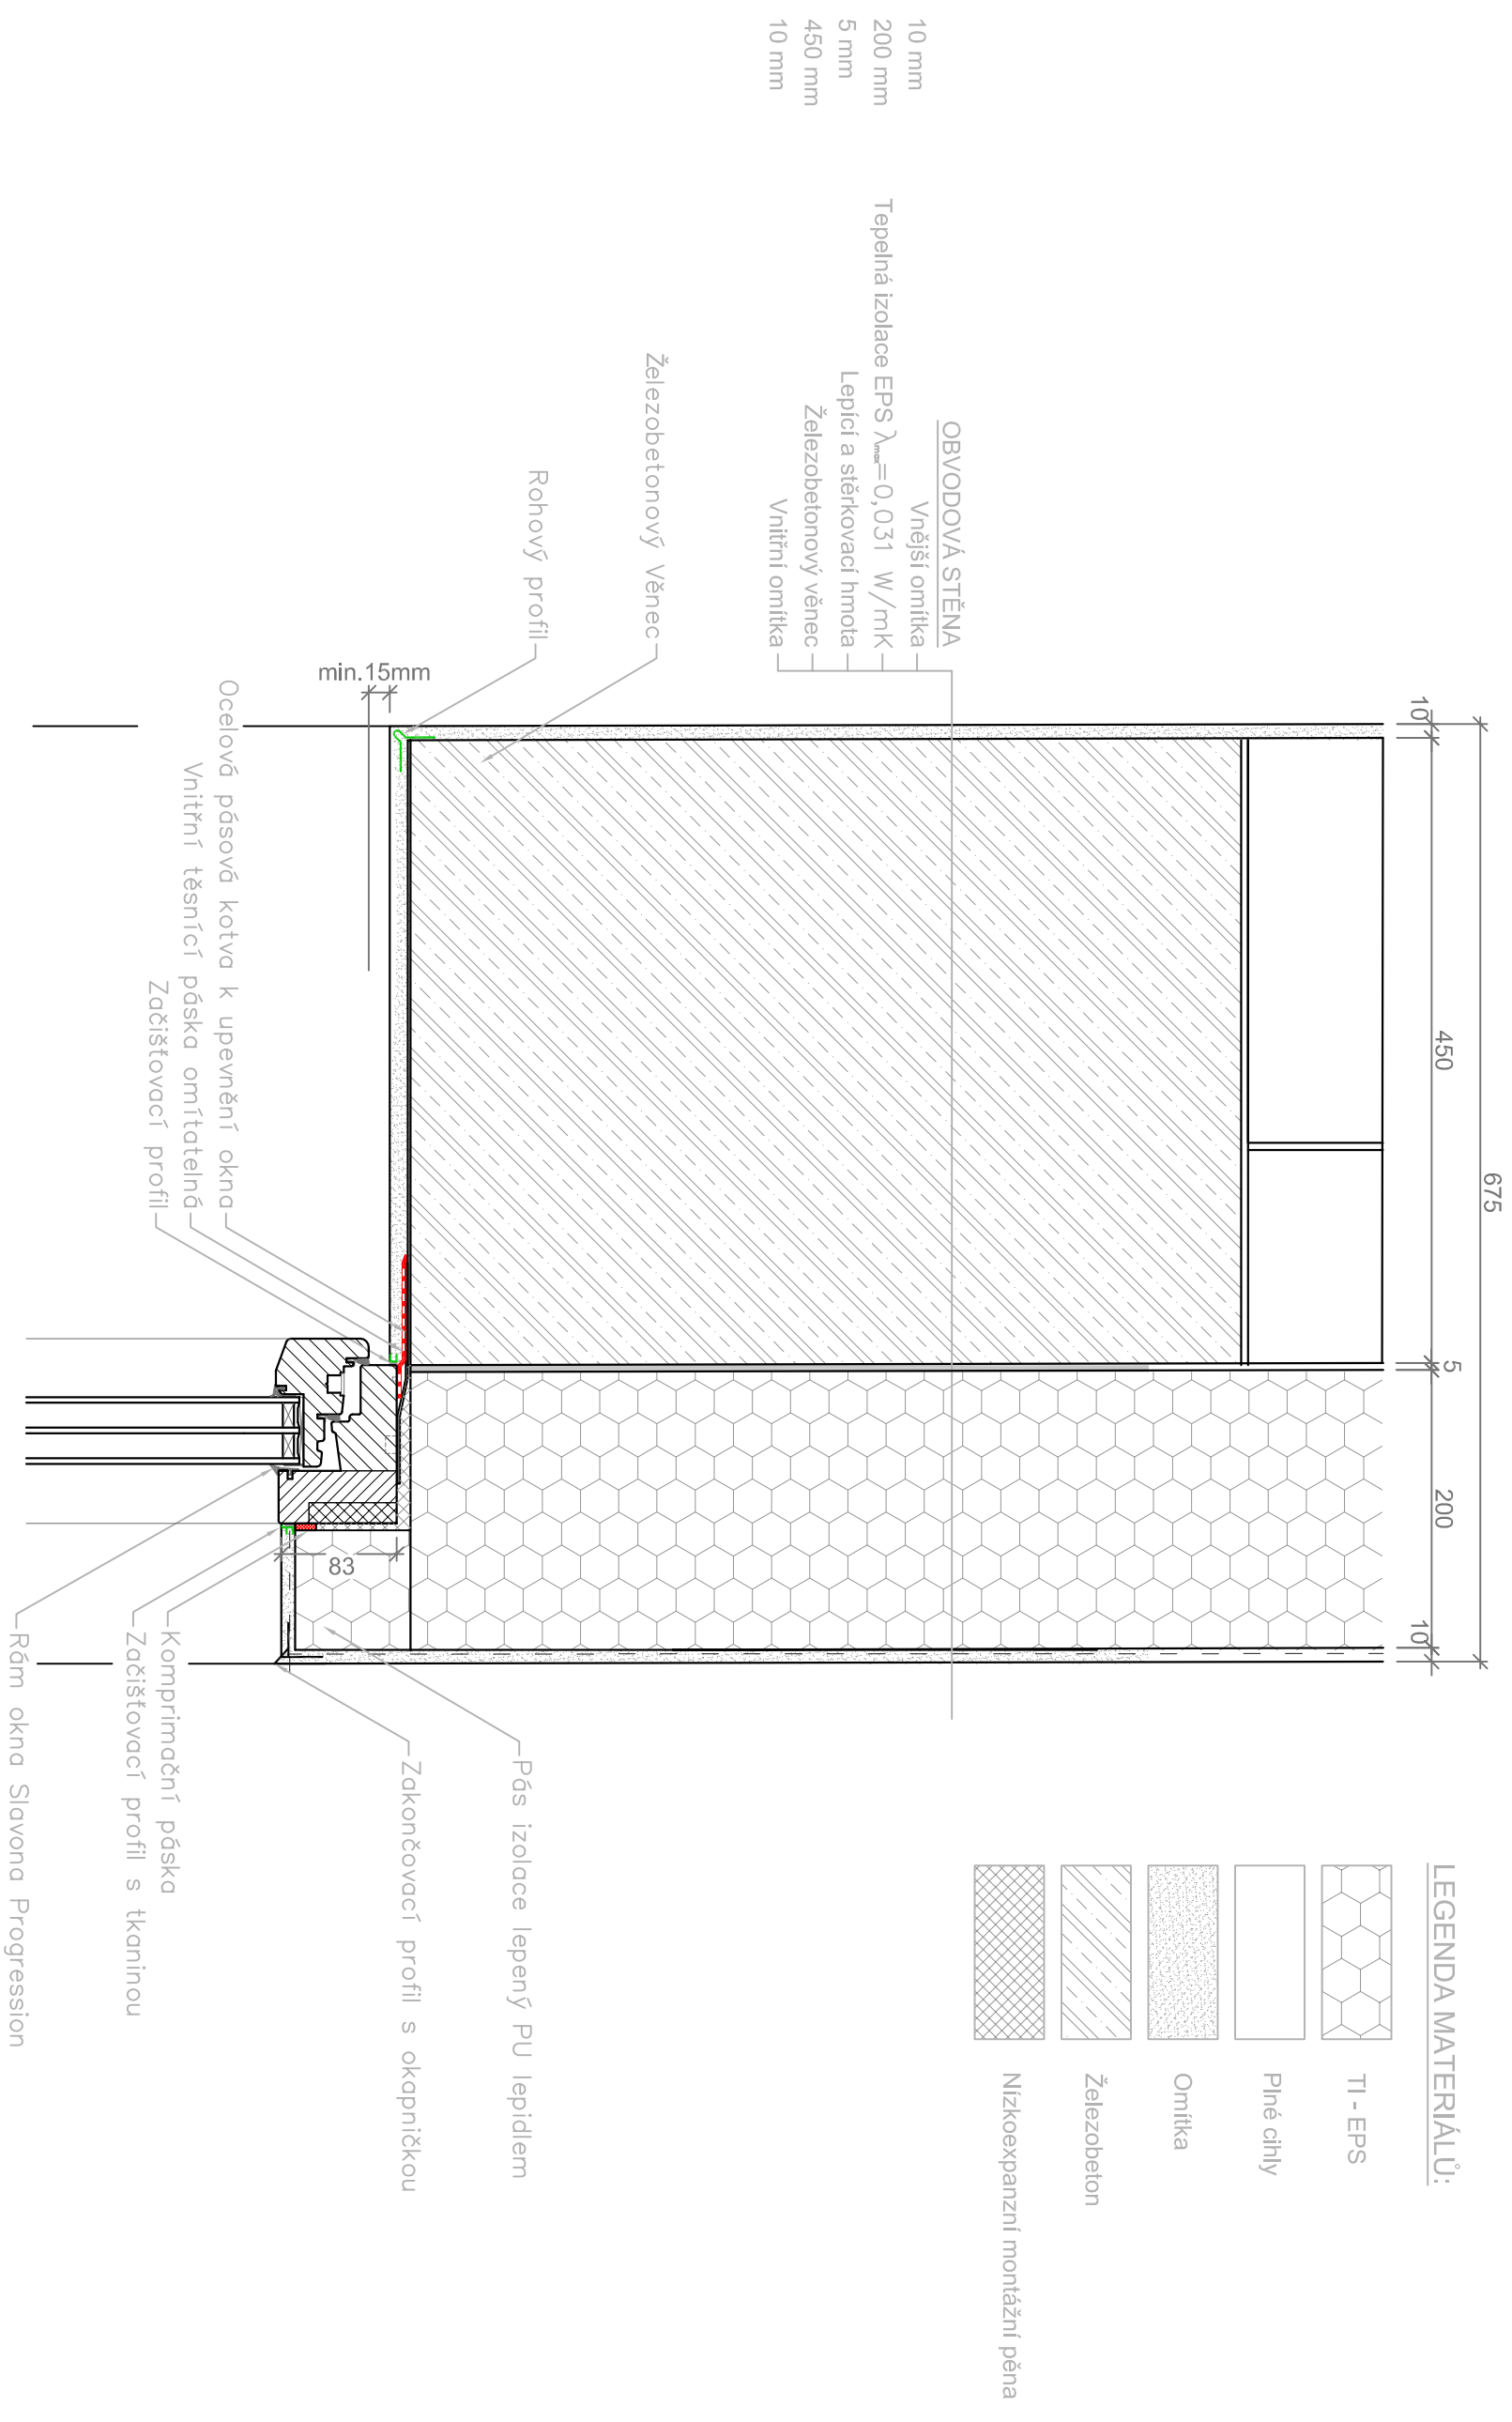 675
10
450
5
200
10
OBVODOVÁ STĚNA
10 mm Vnější omítka
200 mm Tepelná izolace EPS λmax=0,031 W/mK
5 mm Lepící a stěrkovací hmota
450 mm Železobetonový věnec
10 mm Vnitřní omítka
Železobetonový Věnec
Rohový profil
min.15mm
Ocelová pásová kotva k upevnění okna
Vnitřní těsnící páska omítatelná
Začišťovací profil
83
Pás izolace lepený PU lepidlem
Zakončovací profil s okapničkou
Komprimační páska
Začišťovací profil s tkaninou
Rám okna Slavona Progression
LEGENDA MATERIÁLŮ:
TI - EPS
Plné cihly
Omítka
Železobeton
Nízkoexpanzní montážní pěna